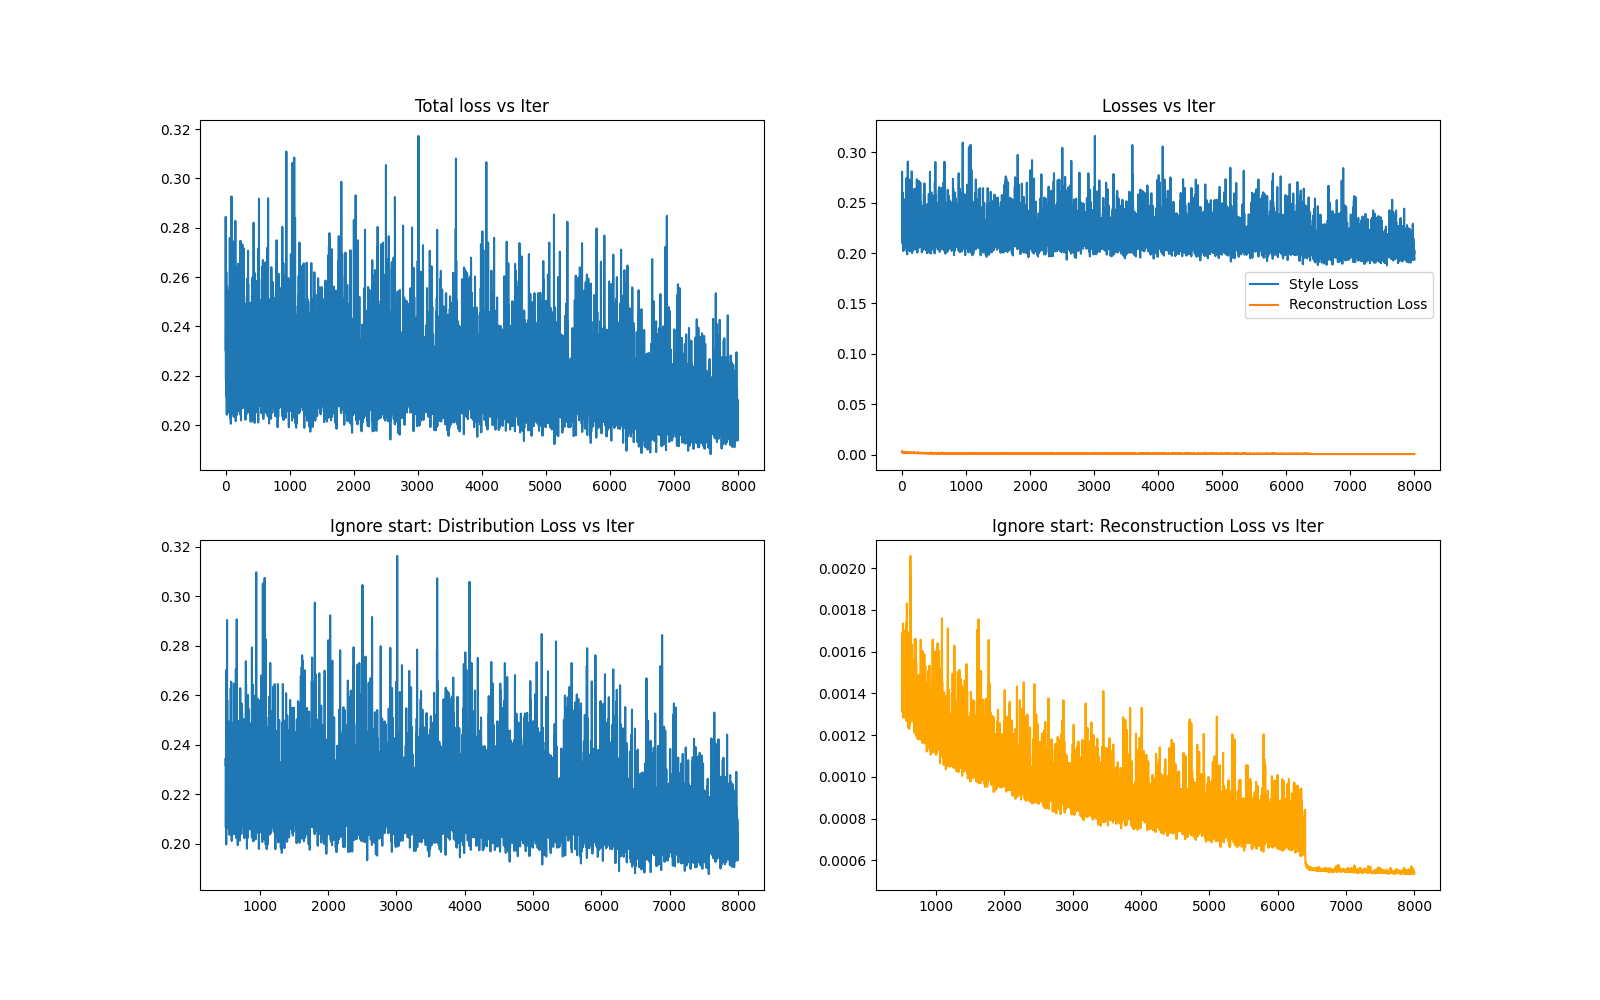 Total loss vs Iter
0.32
0.30
0.28
0.26
0.24
0.22
0.20
0 1000 2000 3000 4000 5000 6000 7000 8000
Losses vs Iter
0.30
0.25
0.20
0.15
0.10
0.05
0.00
Style Loss
Reconstruction Loss
0 1000 2000 3000 4000 5000 6000 7000 8000
Ignore start: Distribution Loss vs Iter
0.32
0.30
0.28
0.26
0.24
0.22
0.20
1000 2000 3000 4000 5000 6000 7000 8000
Ignore start: Reconstruction Loss vs Iter
0.0020
0.0018
0.0016
0.0014
0.0012
0.0010
0.0008
0.0006
1000 2000 3000 4000 5000 6000 7000 8000